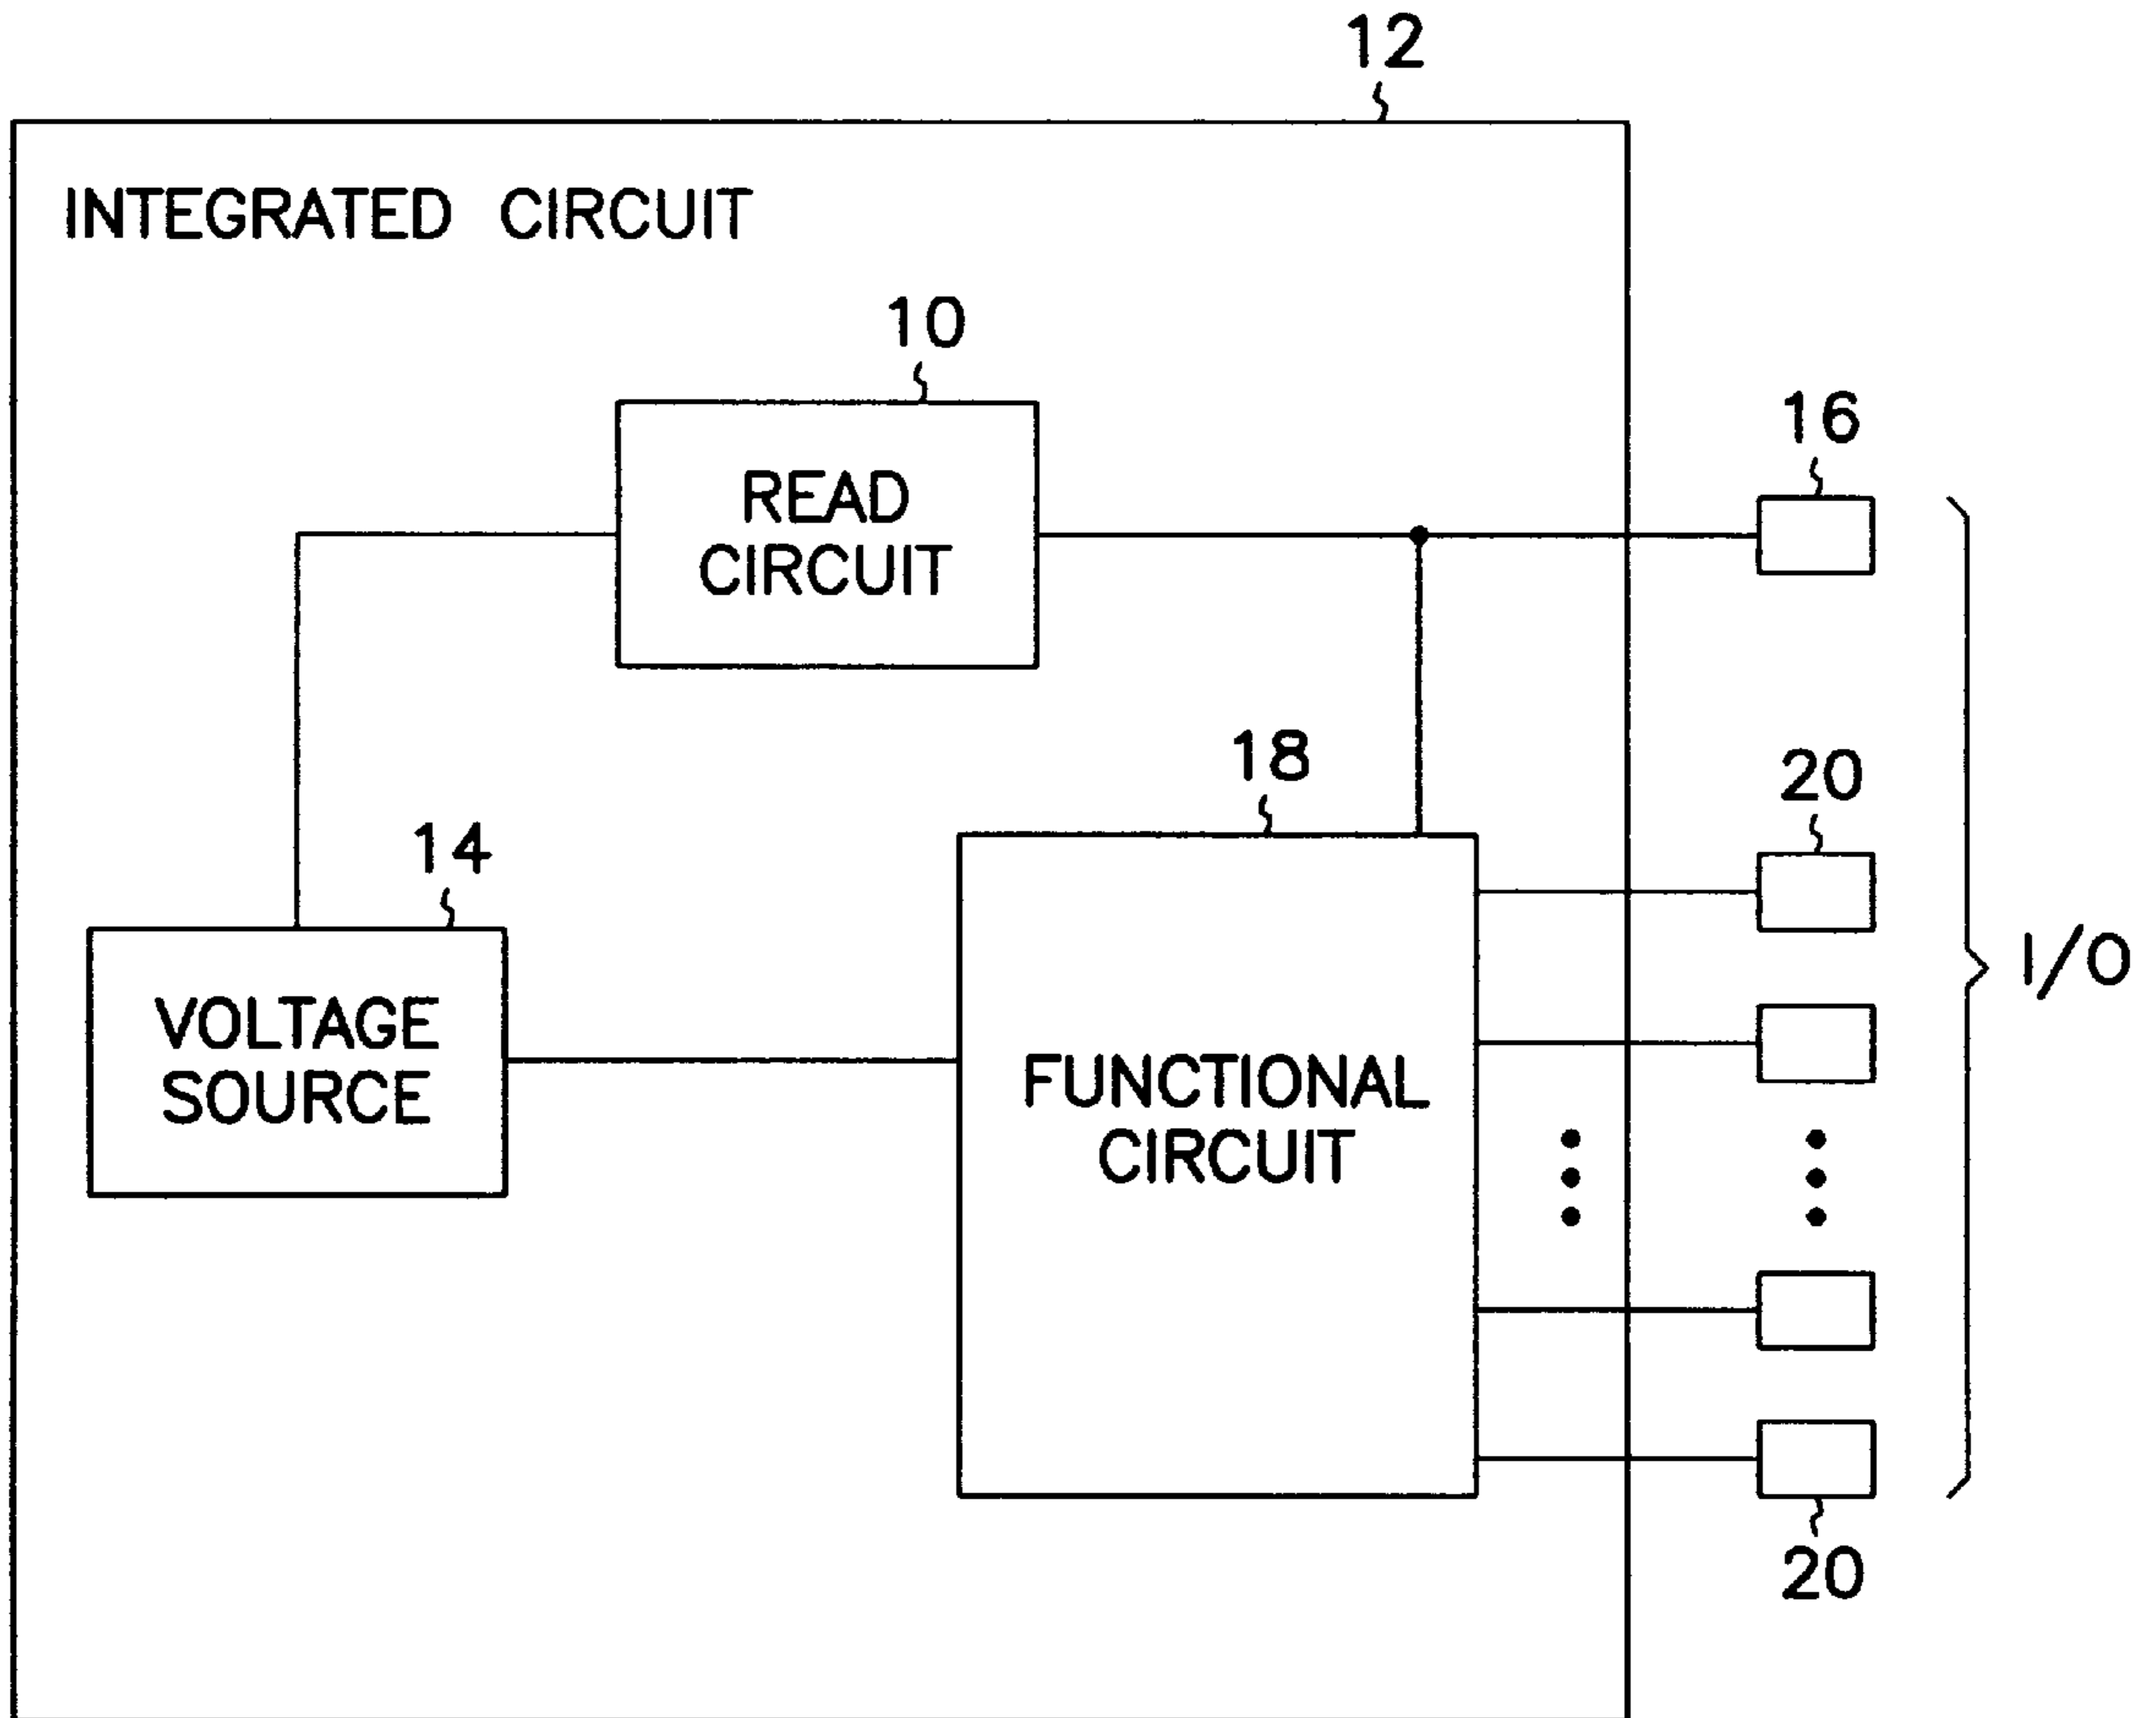 12
INTEGRATED CIRCUIT
10
READ
CIRCUIT
16
18
20
14
VOLTAGE
SOURCE
I/O
FUNCTIONAL
CIRCUIT
20